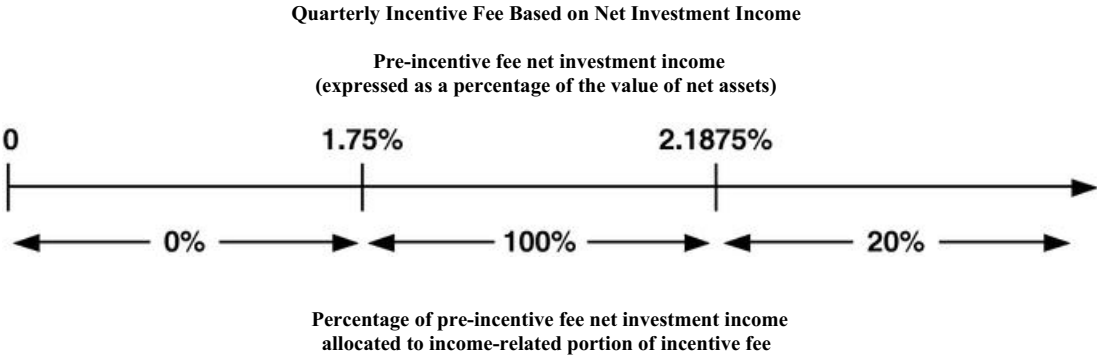 Quarterly Incentive Fee Based on Net Investment Income
Pre-incentive fee net investment income
(expressed as a percentage of the value of net assets)
0 1.75% 2.1875%
0% 100% 20%
Percentage of pre-incentive fee net investment income
allocated to income-related portion of incentive fee